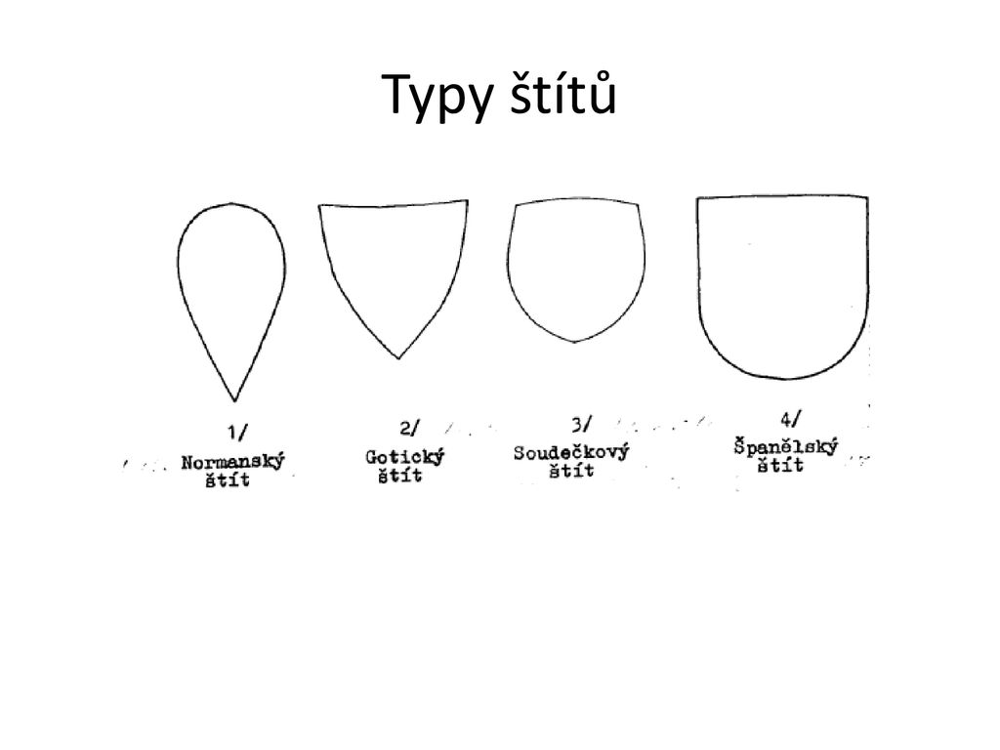 Typy štítů
1/
Normanský
štít
2/
Gotický
štít
3/
Soudečkový
štít
4/
Španělský
štít